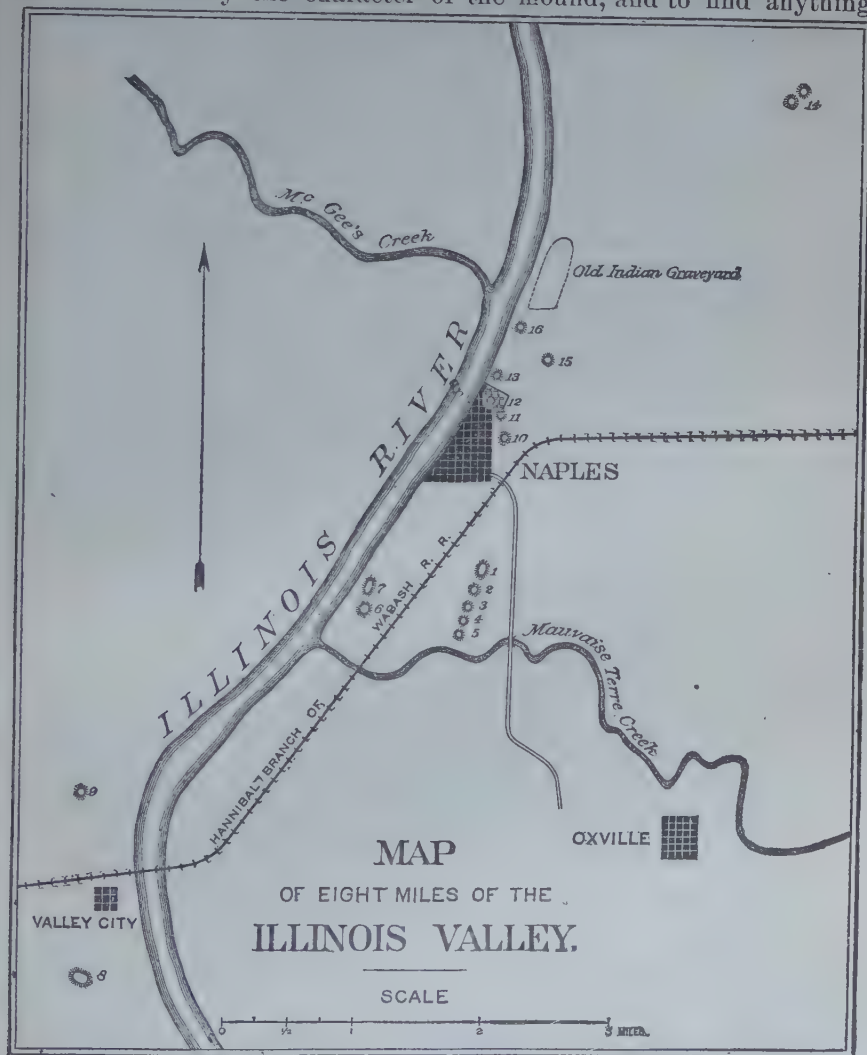 character of the mound, and to find anything
14
Mc Gee's Creek
Old Indian Graveyard
16
15
13
12
11
10
ILLINOIS RIVER
NAPLES
1
2
3
4
5
7
6
HANNIBAL BRANCH OF WABASH R. R.
Mauvaise Terre Creek
9
OXVILLE
VALLEY CITY
8
MAP
OF EIGHT MILES OF THE
ILLINOIS VALLEY.
SCALE
0 ½ 1 2 3 MILES.